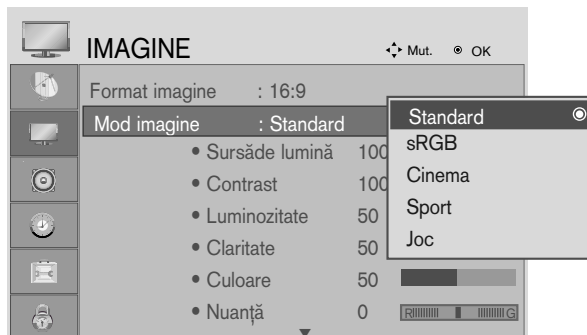 IMAGINE Mut. OK
Format imagine : 16:9
Mod imagine : Standard
• Sursăde lumină 100
• Contrast 100
• Luminozitate 50
• Claritate 50
• Culoare 50
• Nuanţă 0 R G
Standard
sRGB
Cinema
Sport
Joc